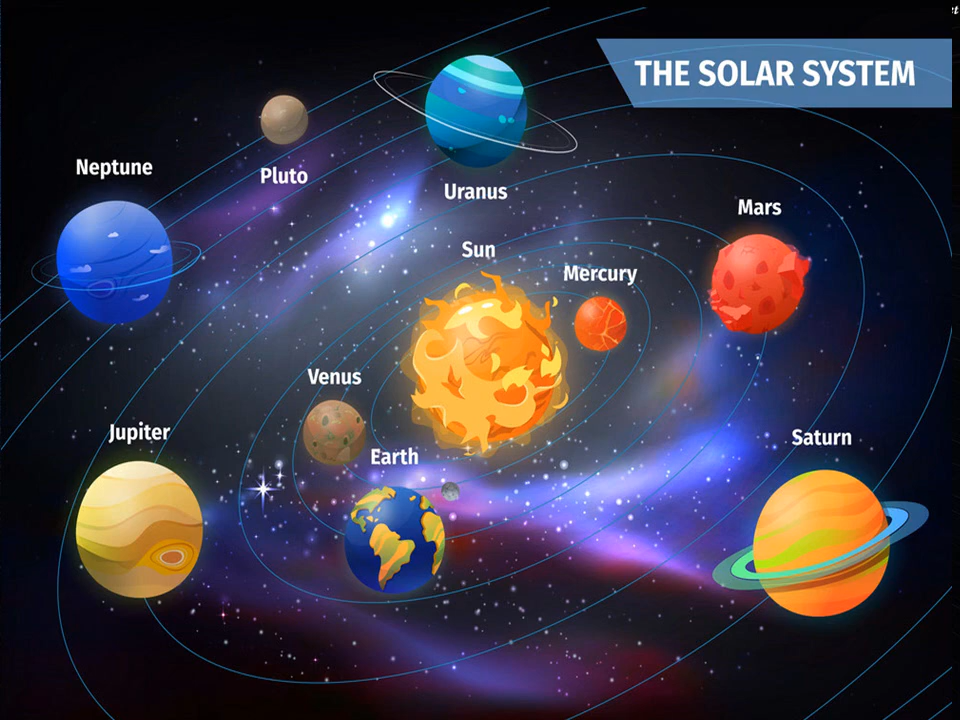 THE SOLAR SYSTEM
Neptune
Pluto
Uranus
Mars
Sun
Mercury
Venus
Jupiter
Earth
Saturn